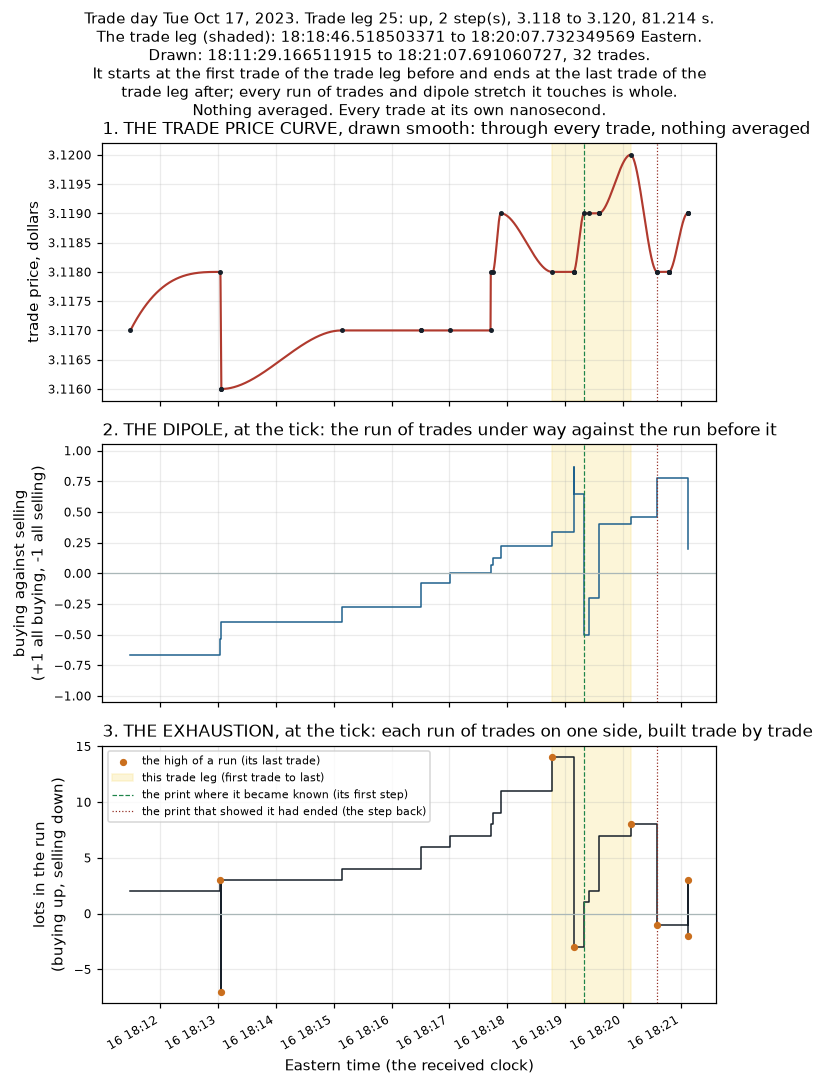 Trade day Tue Oct 17, 2023. Trade leg 25: up, 2 step(s), 3.118 to 3.120, 81.214 s.
The trade leg (shaded): 18:18:46.518503371 to 18:20:07.732349569 Eastern.
Drawn: 18:11:29.166511915 to 18:21:07.691060727, 32 trades.
It starts at the first trade of the trade leg before and ends at the last trade of the
trade leg after; every run of trades and dipole stretch it touches is whole.
Nothing averaged. Every trade at its own nanosecond.
1. THE TRADE PRICE CURVE, drawn smooth: through every trade, nothing averaged
3.1200
3.1195
3.1190
3.1185
3.1180
3.1175
3.1170
3.1165
3.1160
trade price, dollars
2. THE DIPOLE, at the tick: the run of trades under way against the run before it
1.00
0.75
0.50
0.25
0.00
−0.25
−0.50
−0.75
−1.00
buying against selling
(+1 all buying, -1 all selling)
3. THE EXHAUSTION, at the tick: each run of trades on one side, built trade by trade
15
10
5
0
−5
lots in the run
(buying up, selling down)
the high of a run (its last trade)
this trade leg (first trade to last)
the print where it became known (its first step)
the print that showed it had ended (the step back)
16 18:12
16 18:13
16 18:14
16 18:15
16 18:16
16 18:17
16 18:18
16 18:19
16 18:20
16 18:21
Eastern time (the received clock)